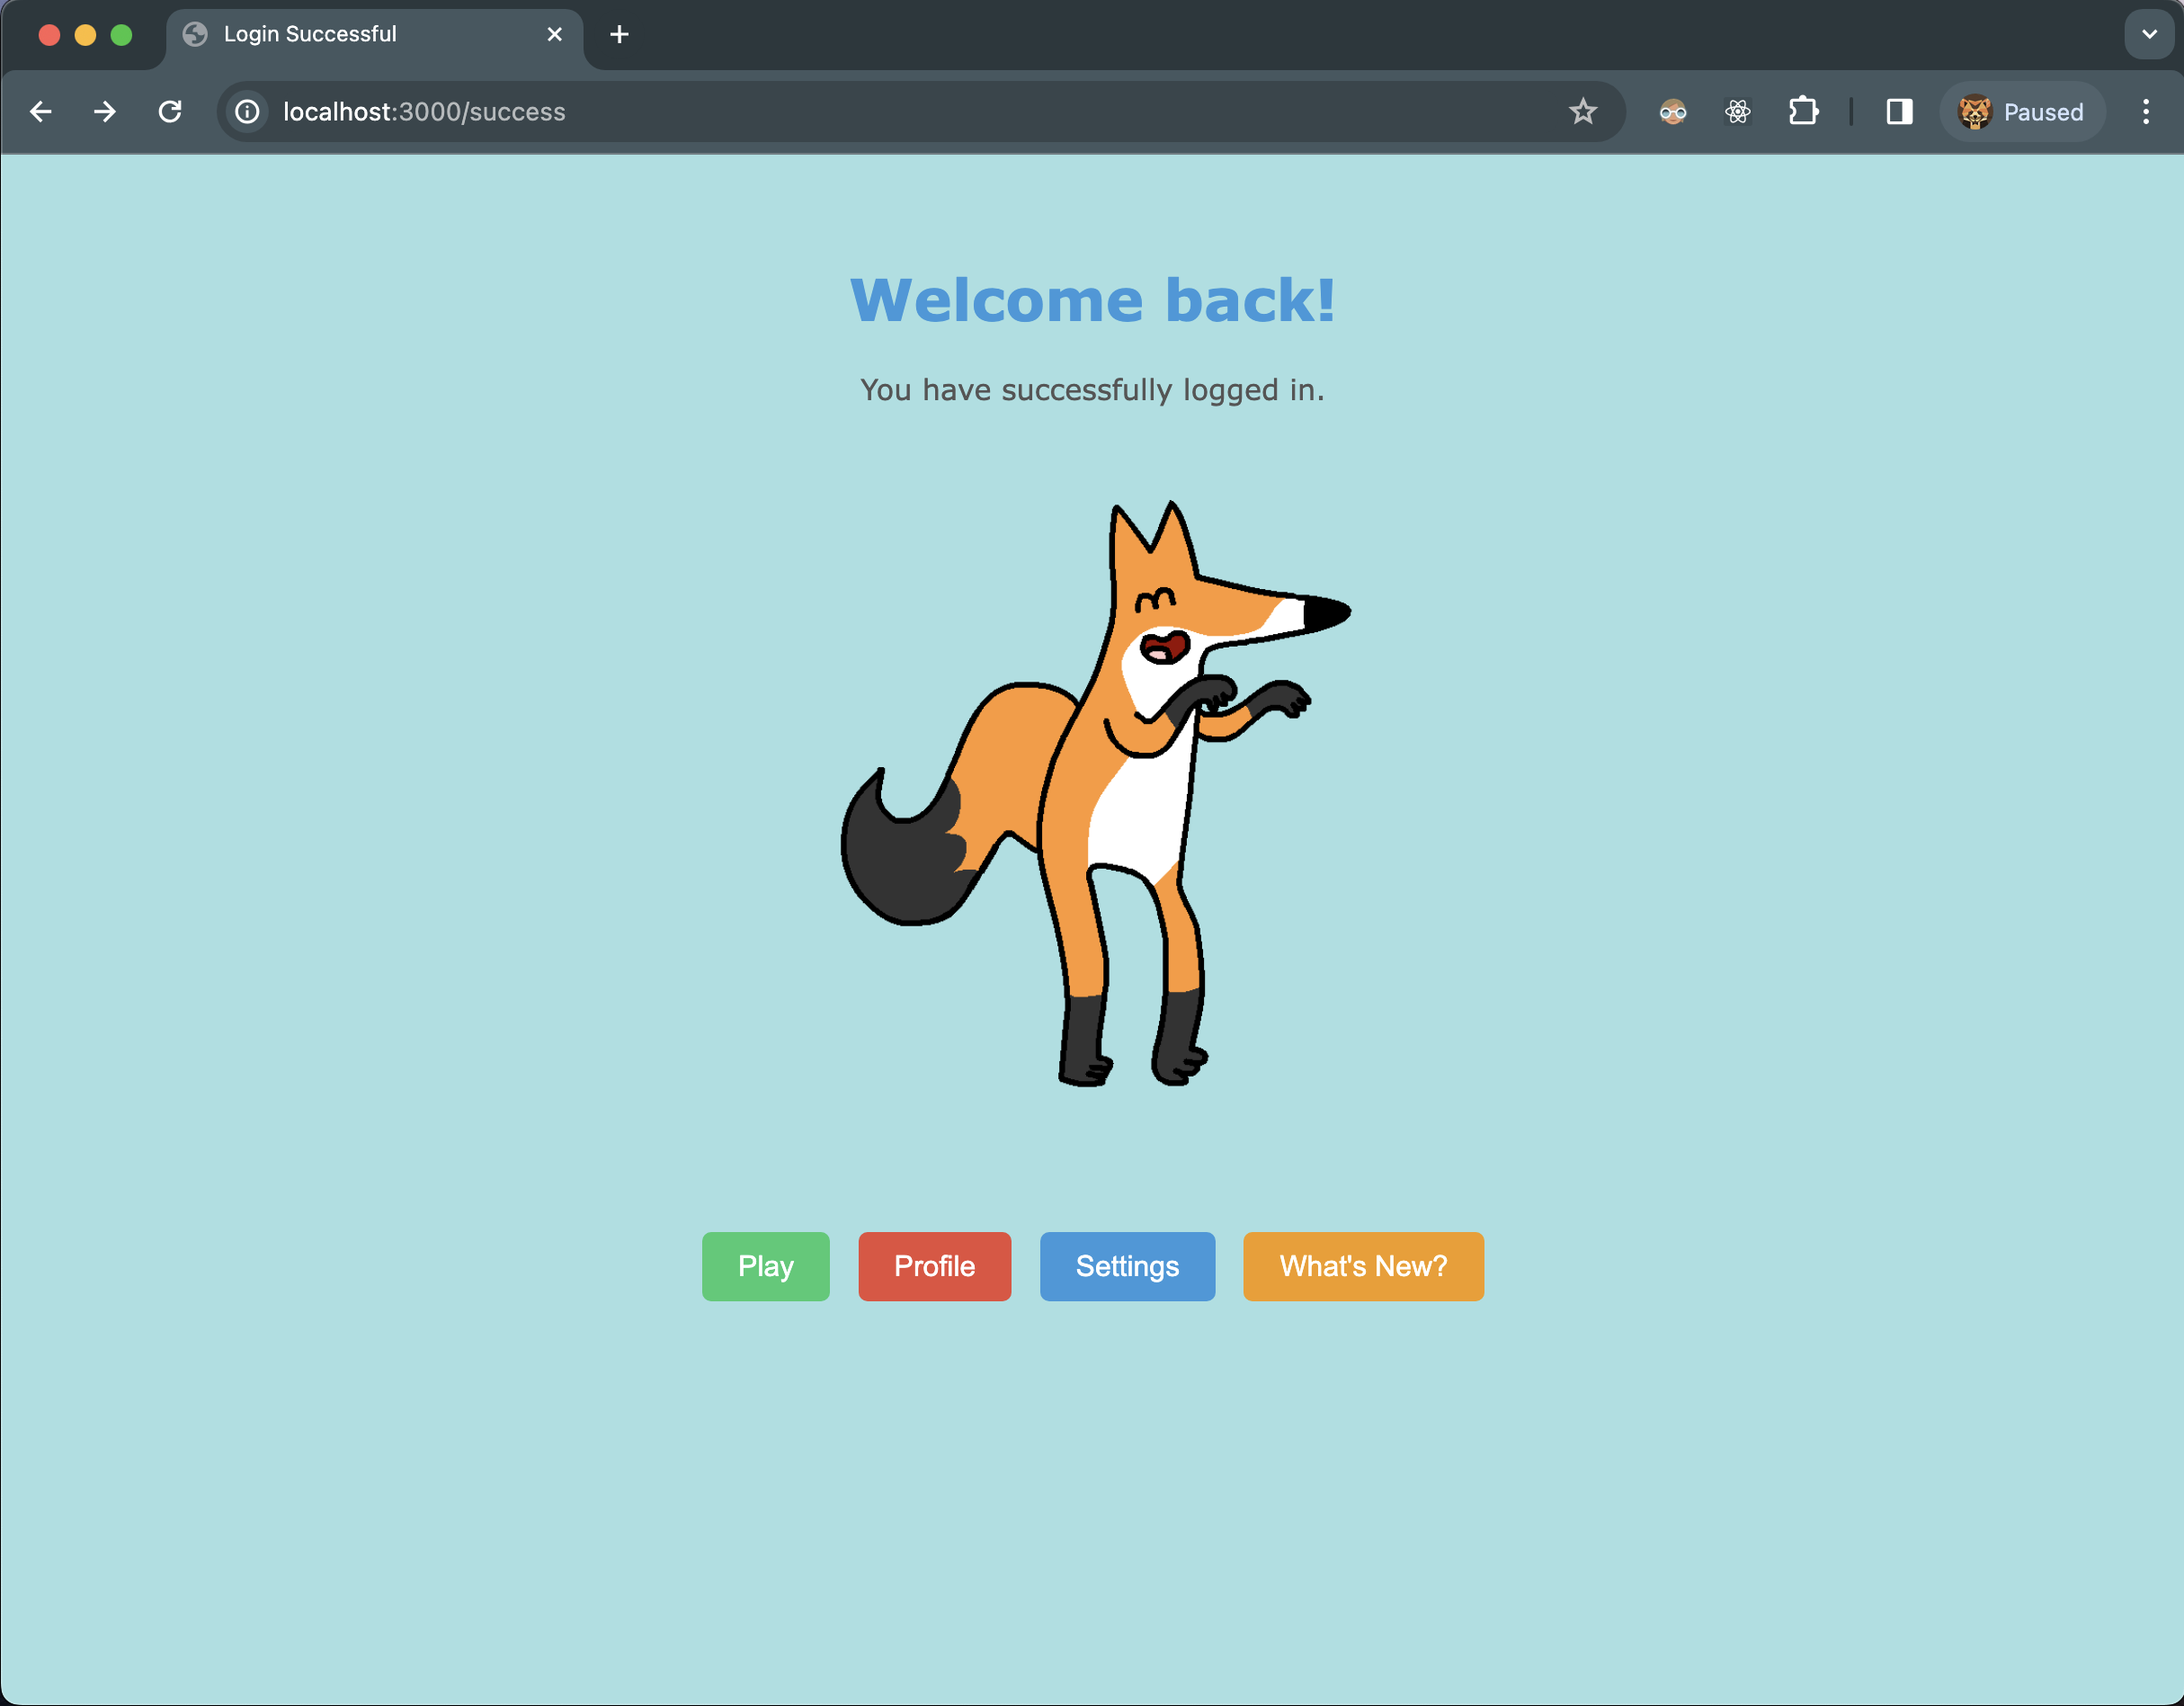 Login Successful
localhost:3000/success
Paused
Welcome back!
You have successfully logged in.
Play
Profile
Settings
What's New?